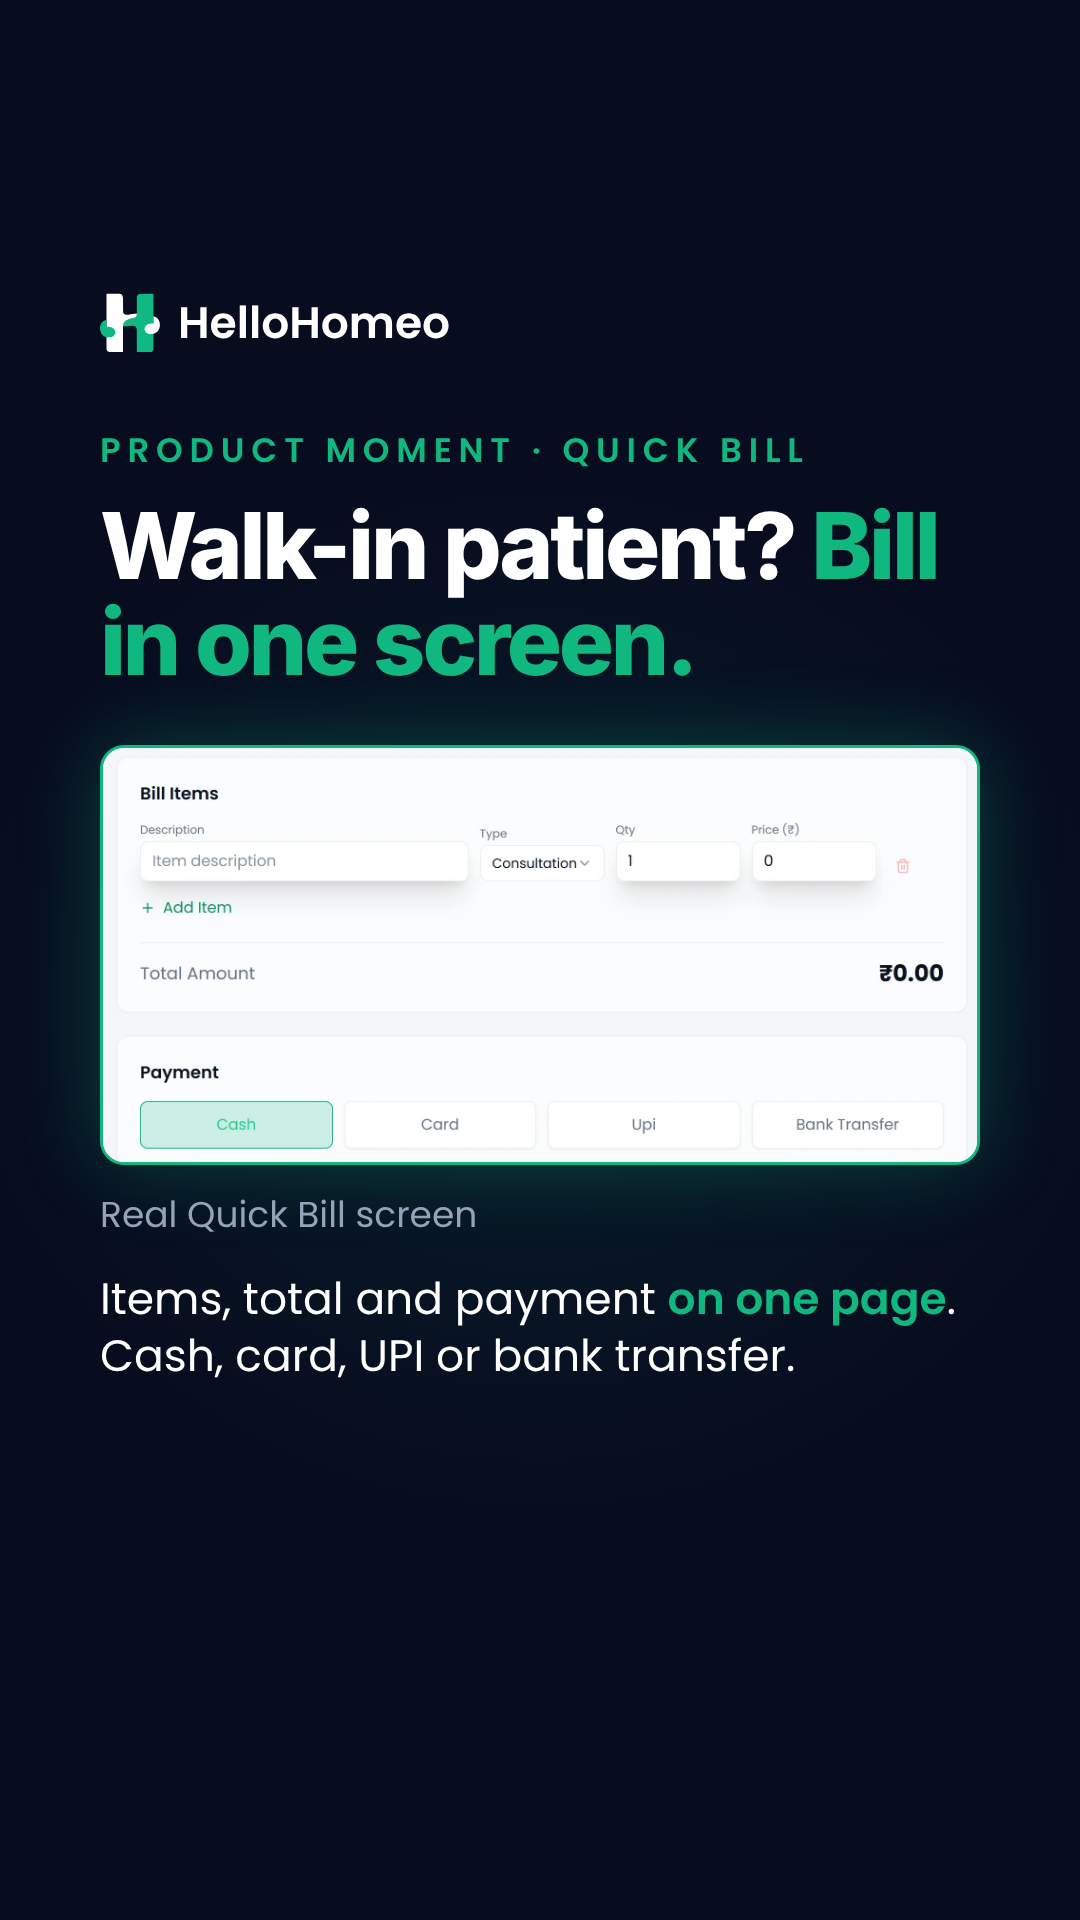 HelloHomeo
PRODUCT MOMENT · QUICK BILL
Walk-in patient? Bill
in one screen.
Bill Items
Description
Type
Qty
Price (₹)
Item description
Consultation
1
0
+ Add Item
Total Amount
₹0.00
Payment
Cash
Card
Upi
Bank Transfer
Real Quick Bill screen
Items, total and payment on one page.
Cash, card, UPI or bank transfer.